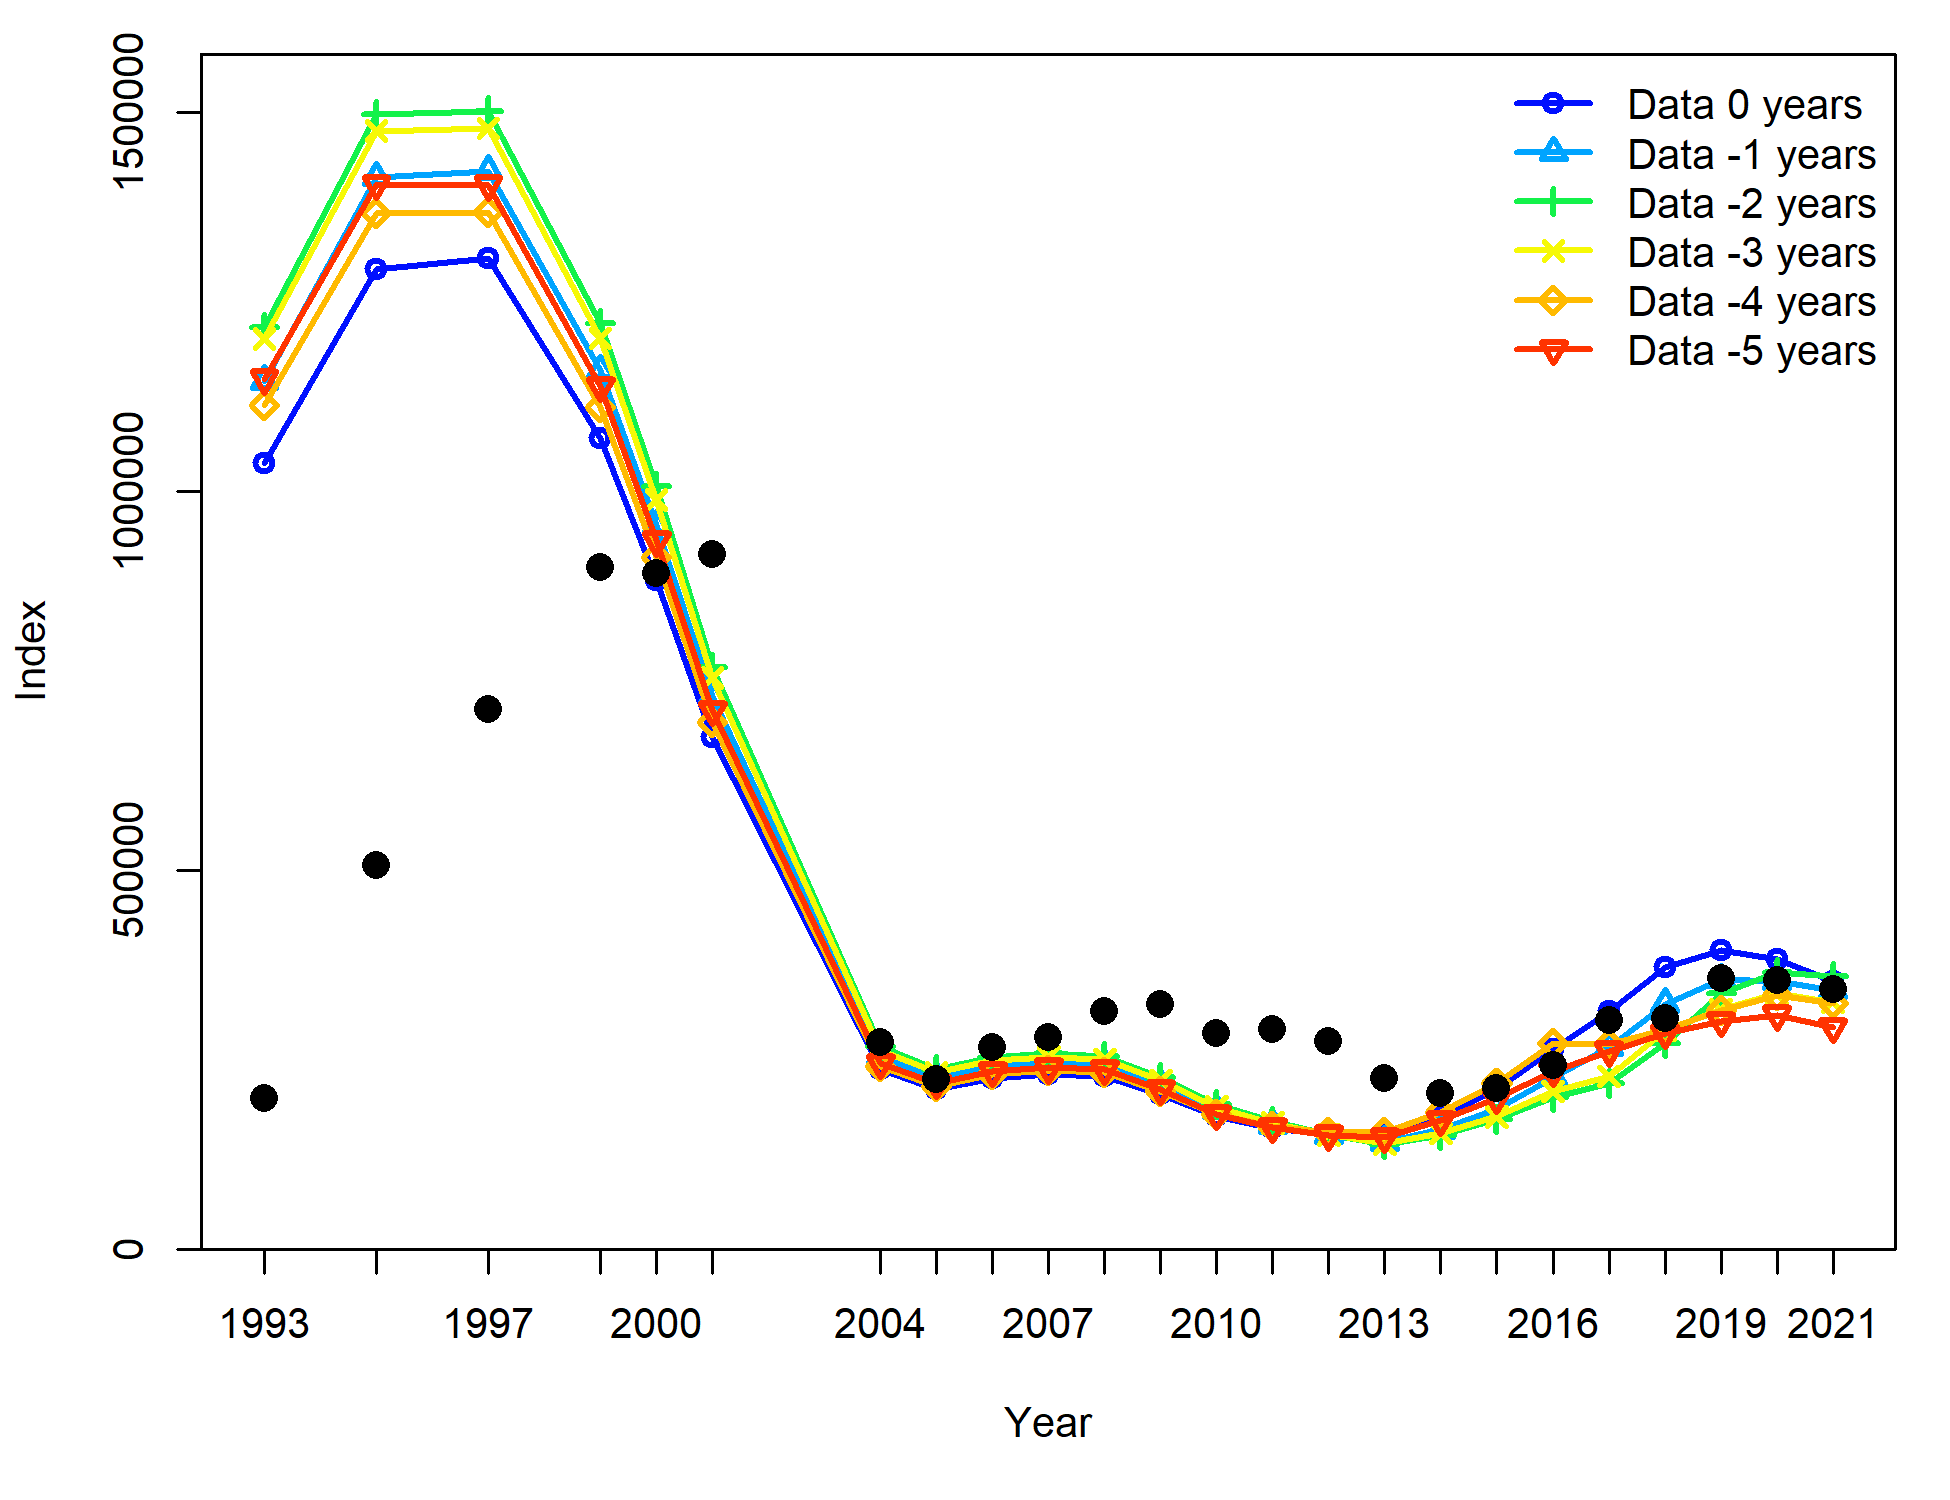 1500000
1000000
500000
0
Index
Data 0 years
Data -1 years
Data -2 years
Data -3 years
Data -4 years
Data -5 years
1993 1997 2000 2004 2007 2010 2013 2016 2019 2021
Year